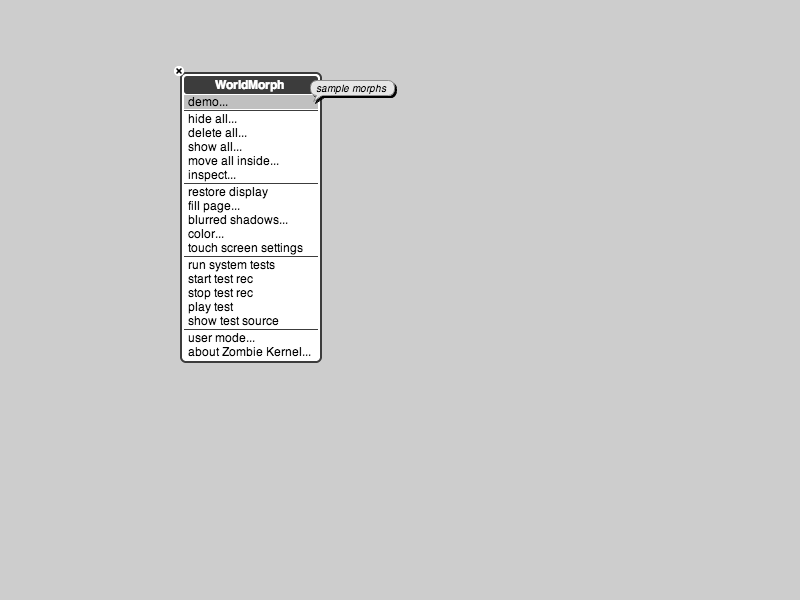 WorldMorph
demo...
sample morphs
hide all...
delete all...
show all...
move all inside...
inspect...
restore display
fill page...
blurred shadows...
color...
touch screen settings
run system tests
start test rec
stop test rec
play test
show test source
user mode...
about Zombie Kernel...